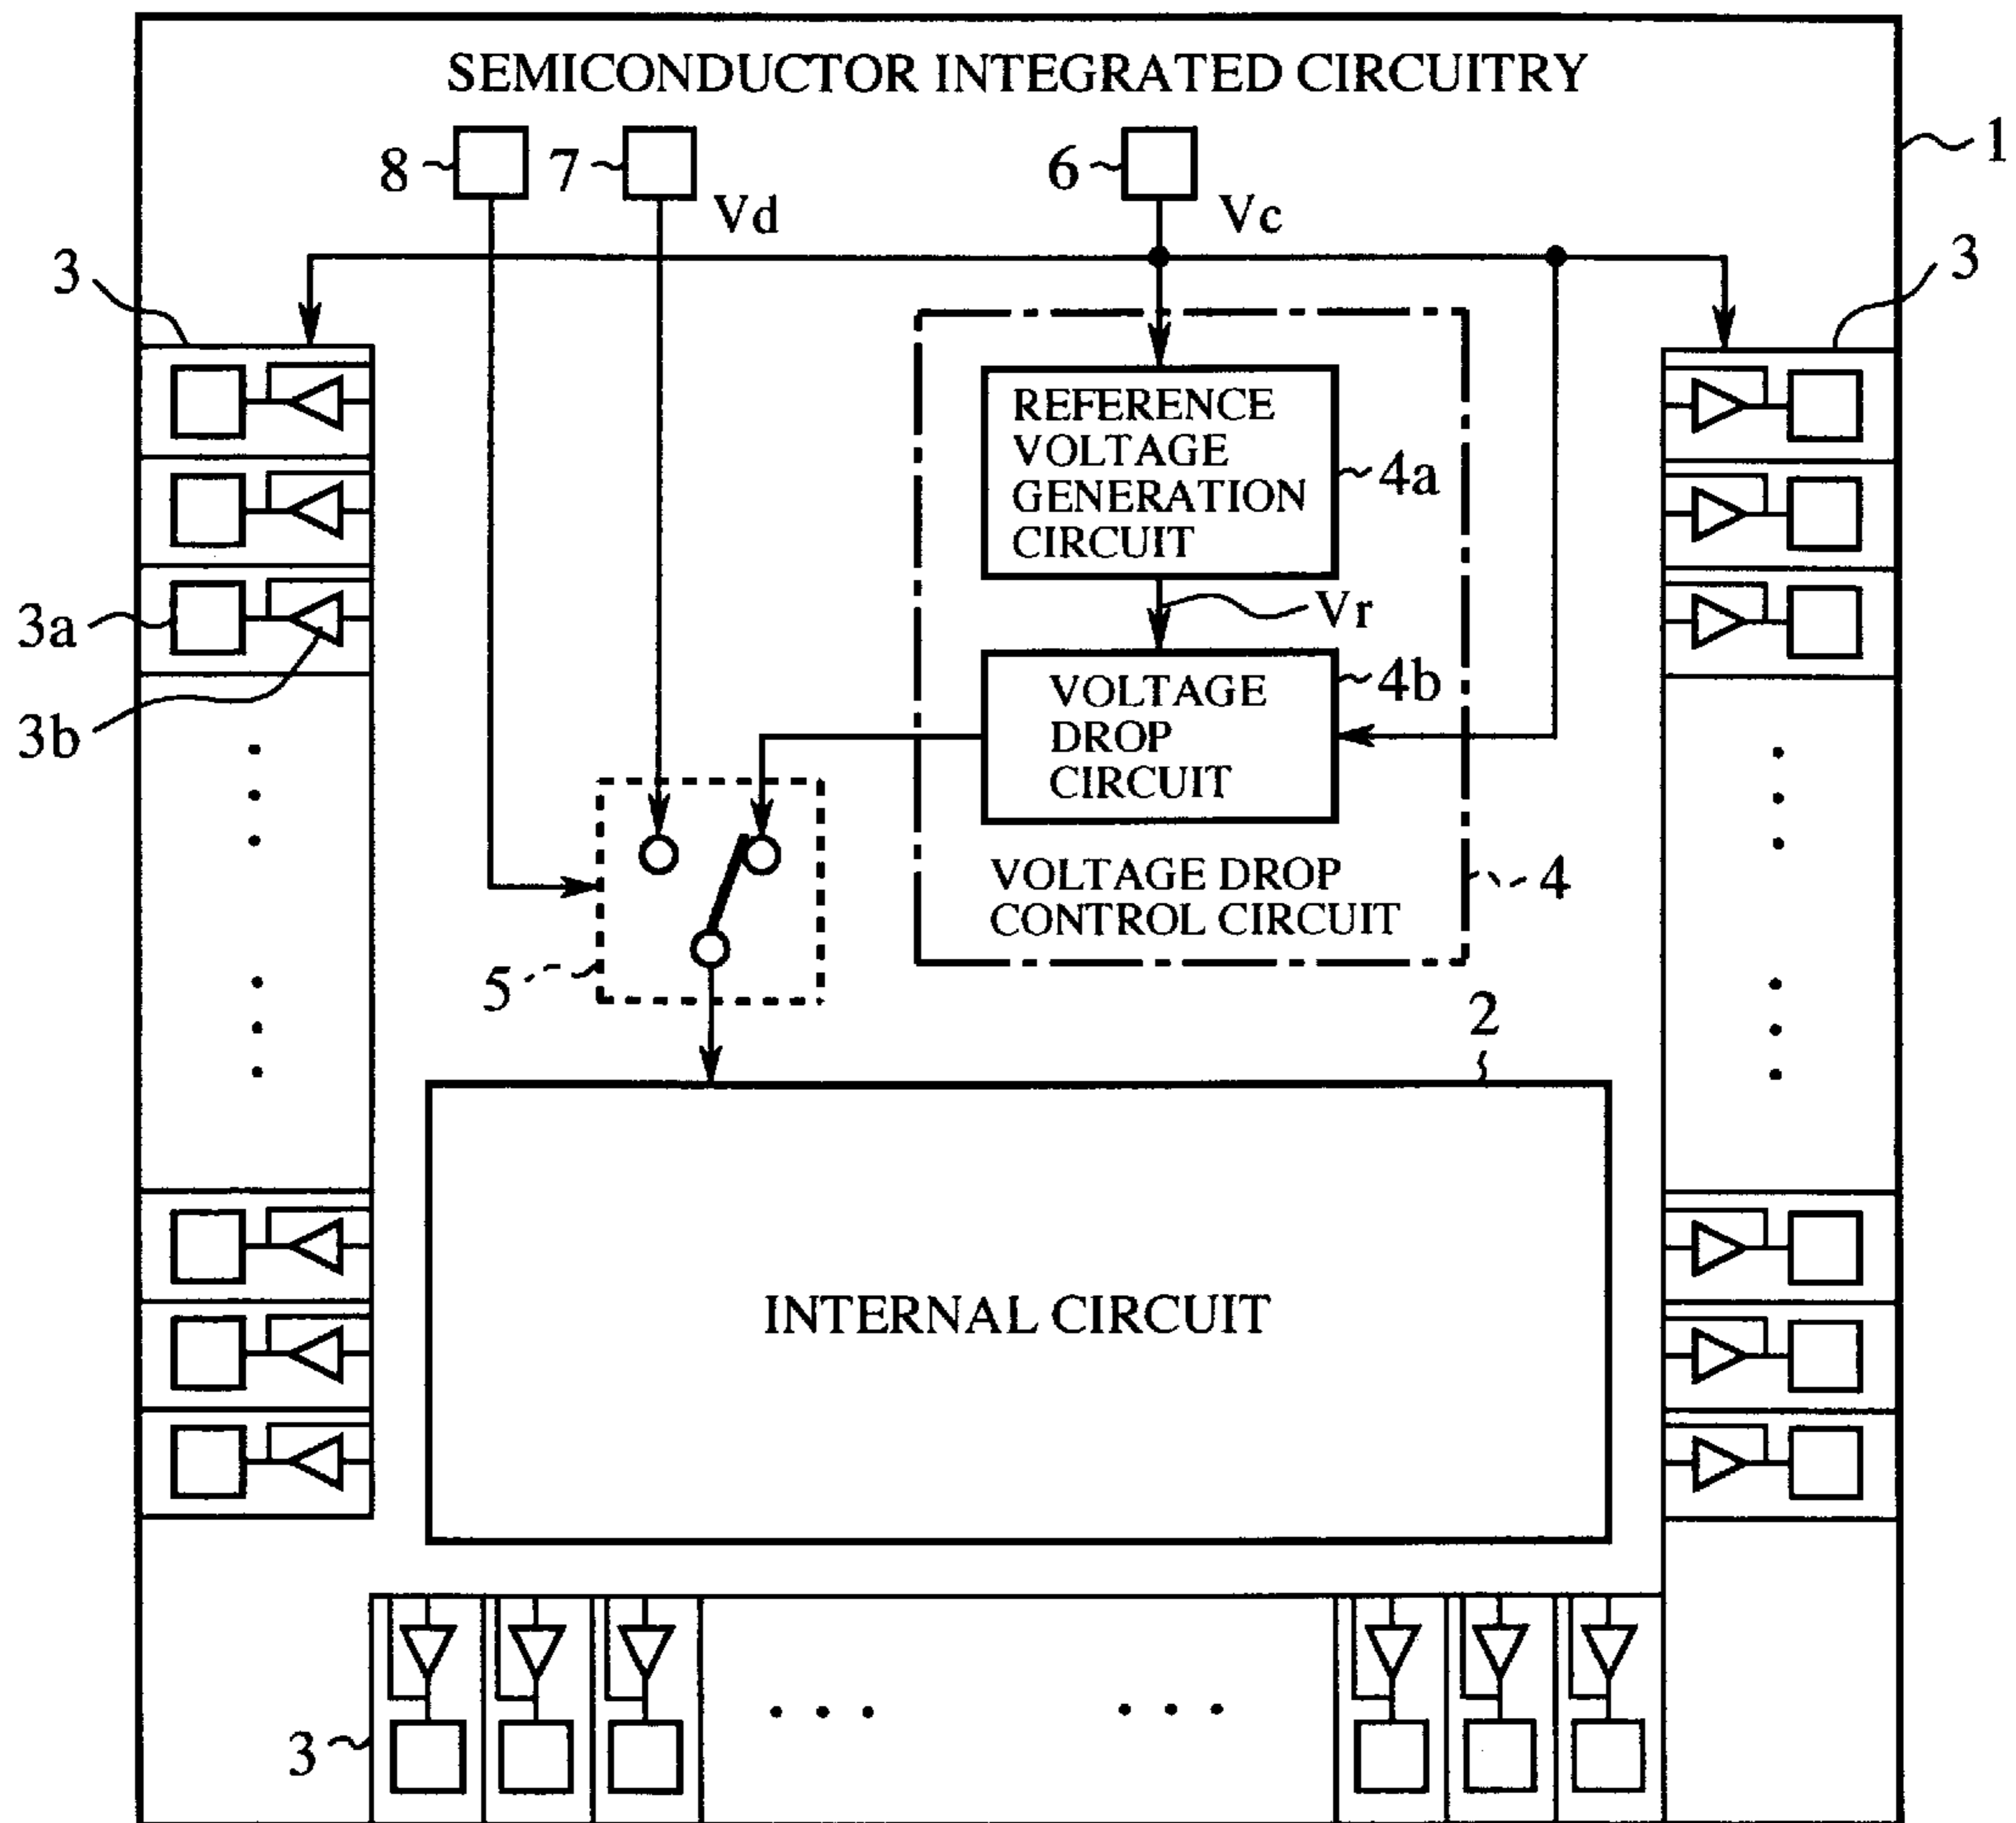 SEMICONDUCTOR INTEGRATED CIRCUITRY
1
8
7
6
Vd
Vc
3
3
REFERENCE
VOLTAGE
GENERATION
CIRCUIT
4a
Vr
3a
4b
3b
VOLTAGE
DROP
CIRCUIT
VOLTAGE DROP
CONTROL CIRCUIT
4
5
2
INTERNAL CIRCUIT
3